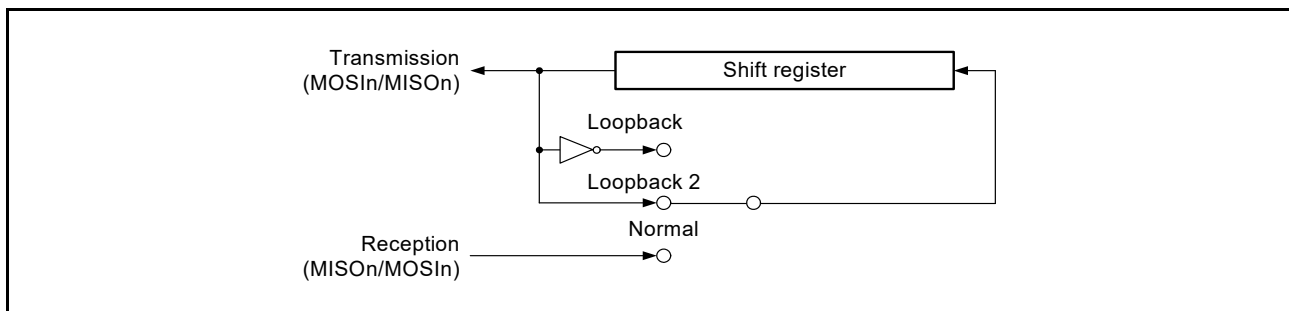 Transmission
(MOSIn/MISOn)
Shift register
Loopback
Loopback 2
Normal
Reception
(MISOn/MOSIn)